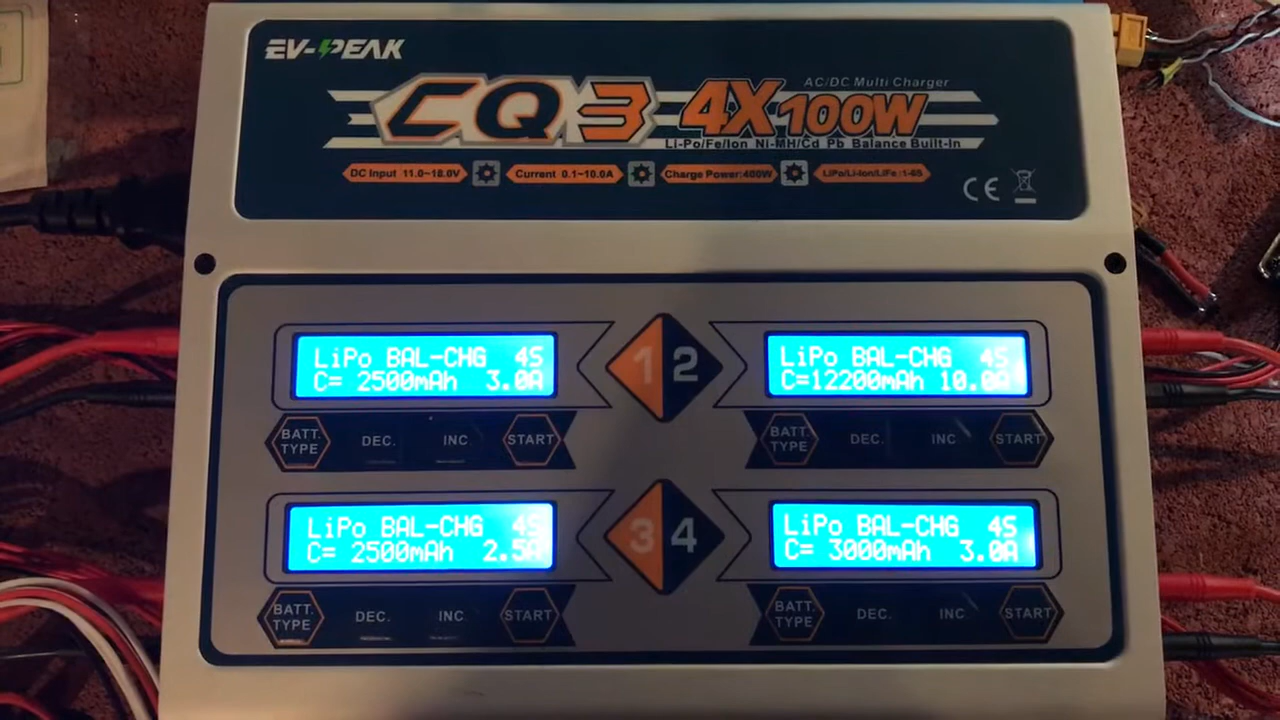 EV-PEAK
AC/DC Multi Charger
CQ3 4X100W
Li-Po/Fe/Ion Ni-MH/Cd Pb Balance Built-In
DC Input 11.0~18.0V Current 0.1~10.0A Charge Power:400W LiPo/Li-Ion/LiFe:1-6S
CE
LiPo BAL-CHG 4S
C= 2500mAh 3.0A
1 2
LiPo BAL-CHG 4S
C=12200mAh 10.0A
BATT. TYPE DEC. INC START
BATT. TYPE DEC. INC START
LiPo BAL-CHG 4S
C= 2500mAh 2.5A
3 4
LiPo BAL-CHG 4S
C= 3000mAh 3.0A
BATT. TYPE DEC. INC START
BATT. TYPE DEC. INC START